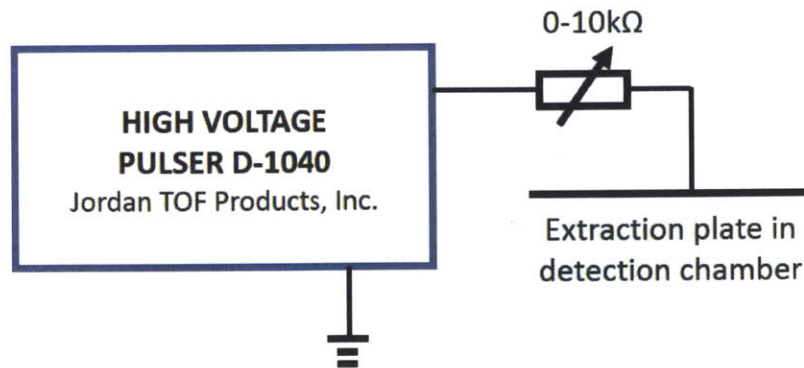 0-10kΩ
HIGH VOLTAGE
PULSER D-1040
Jordan TOF Products, Inc.
Extraction plate in
detection chamber